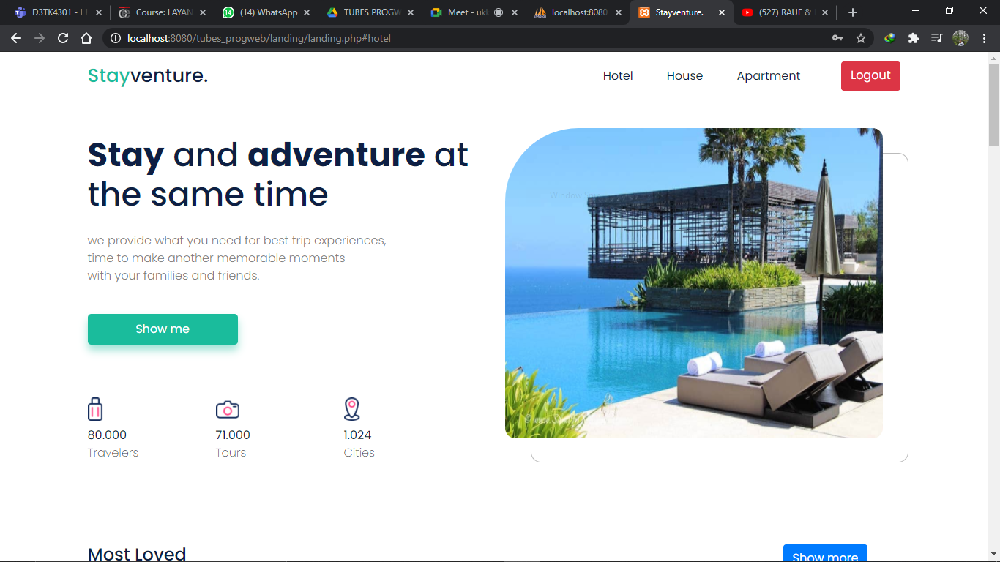 D3TK4301 - LJ
Course: LAYAN
(14) WhatsApp
TUBES PROGW
Meet - uk
localhost:8080
Stayventure.
(527) RAUF &
localhost:8080/tubes_progweb/landing/landing.php#hotel
Stayventure.
Hotel
House
Apartment
Logout
Stay and adventure at
the same time
we provide what you need for best trip experiences,
time to make another memorable moments
with your families and friends.
Show me
80.000
Travelers
71.000
Tours
1.024
Cities
Window
Most Loved
Show more